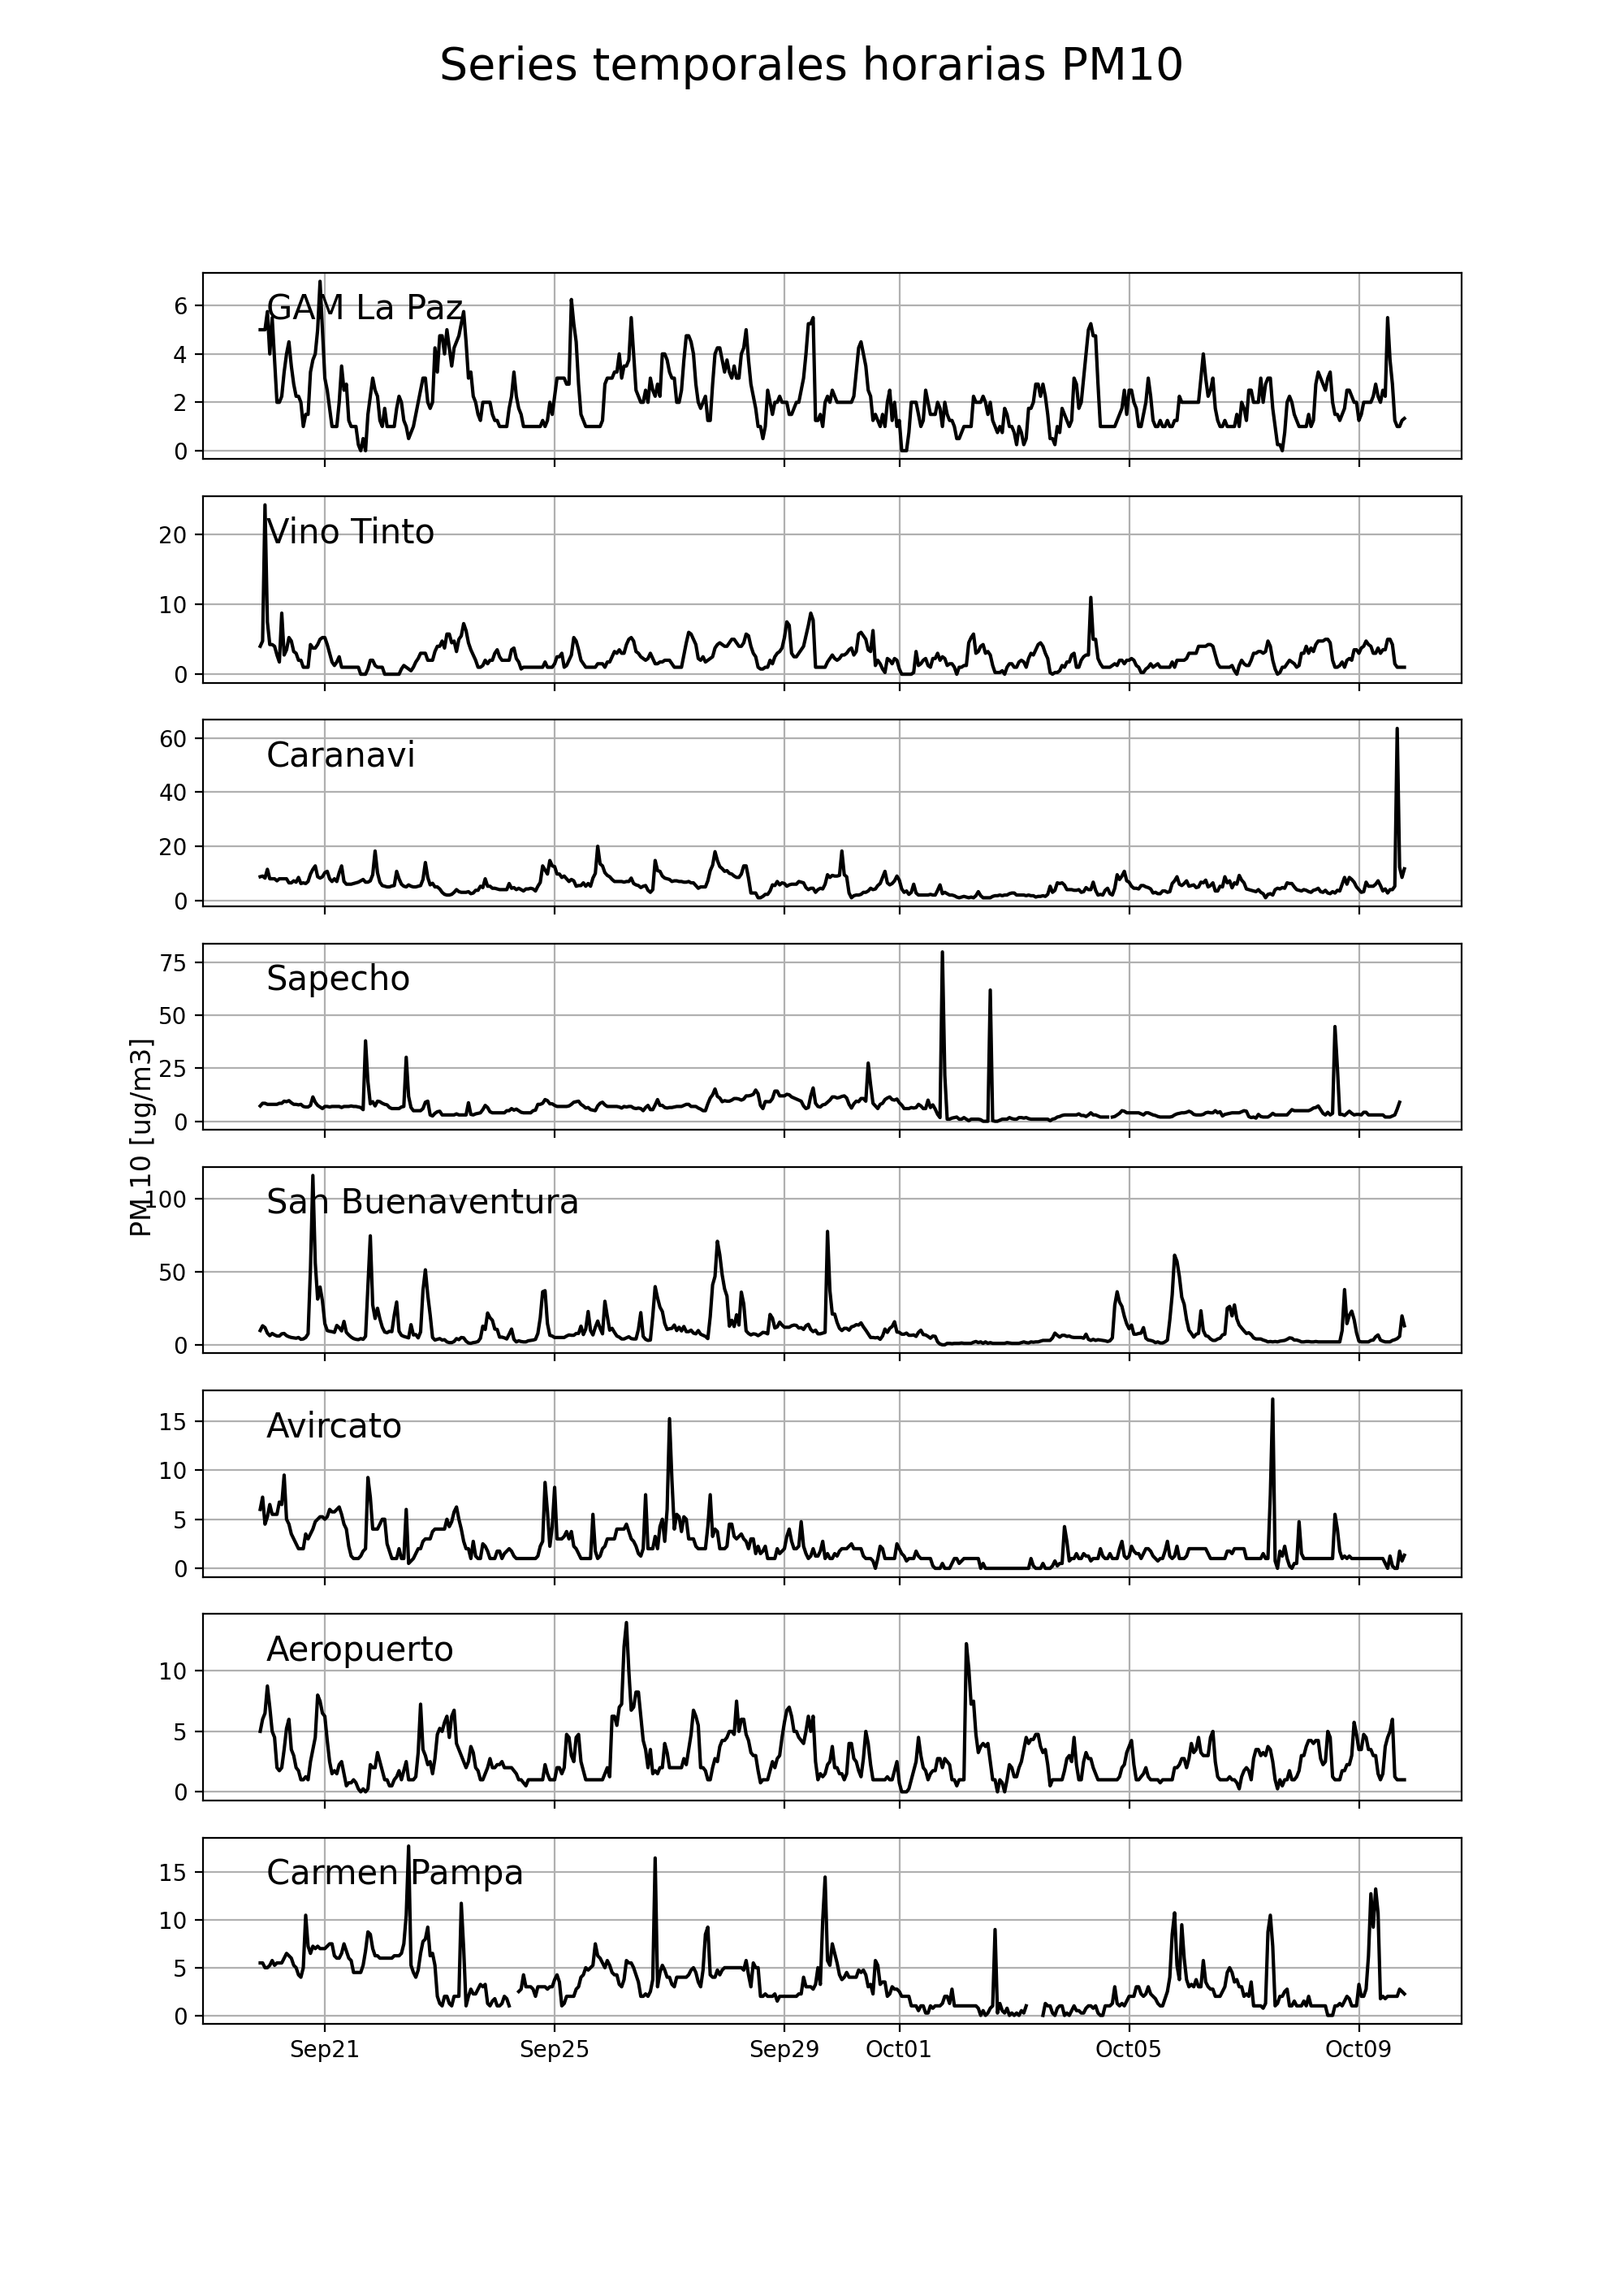 Series temporales horarias PM10
GAM La Paz
6
4
2
0
Vino Tinto
20
10
0
Caranavi
60
40
20
0
Sapecho
75
50
25
0
PM 10 [ug/m3]
San Buenaventura
100
50
0
Avircato
15
10
5
0
Aeropuerto
10
5
0
Carmen Pampa
15
10
5
0
Sep21 Sep25 Sep29 Oct01 Oct05 Oct09